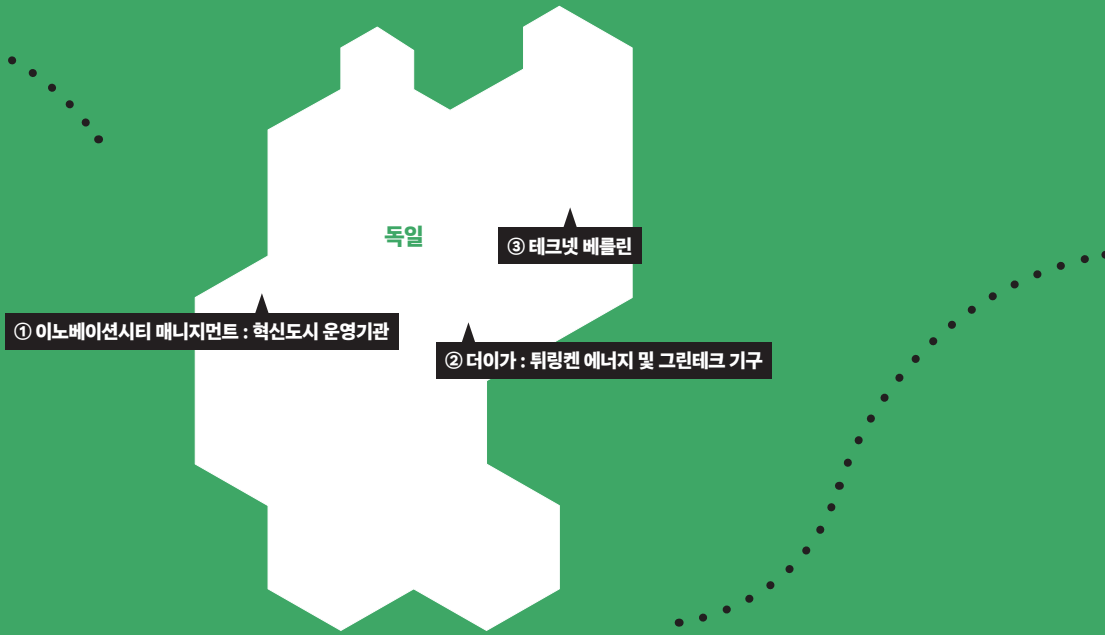 독일
③ 테크넷 베를린
① 이노베이션시티 매니지먼트 : 혁신도시 운영기관
② 더이가 : 튀링켄 에너지 및 그린테크 기구